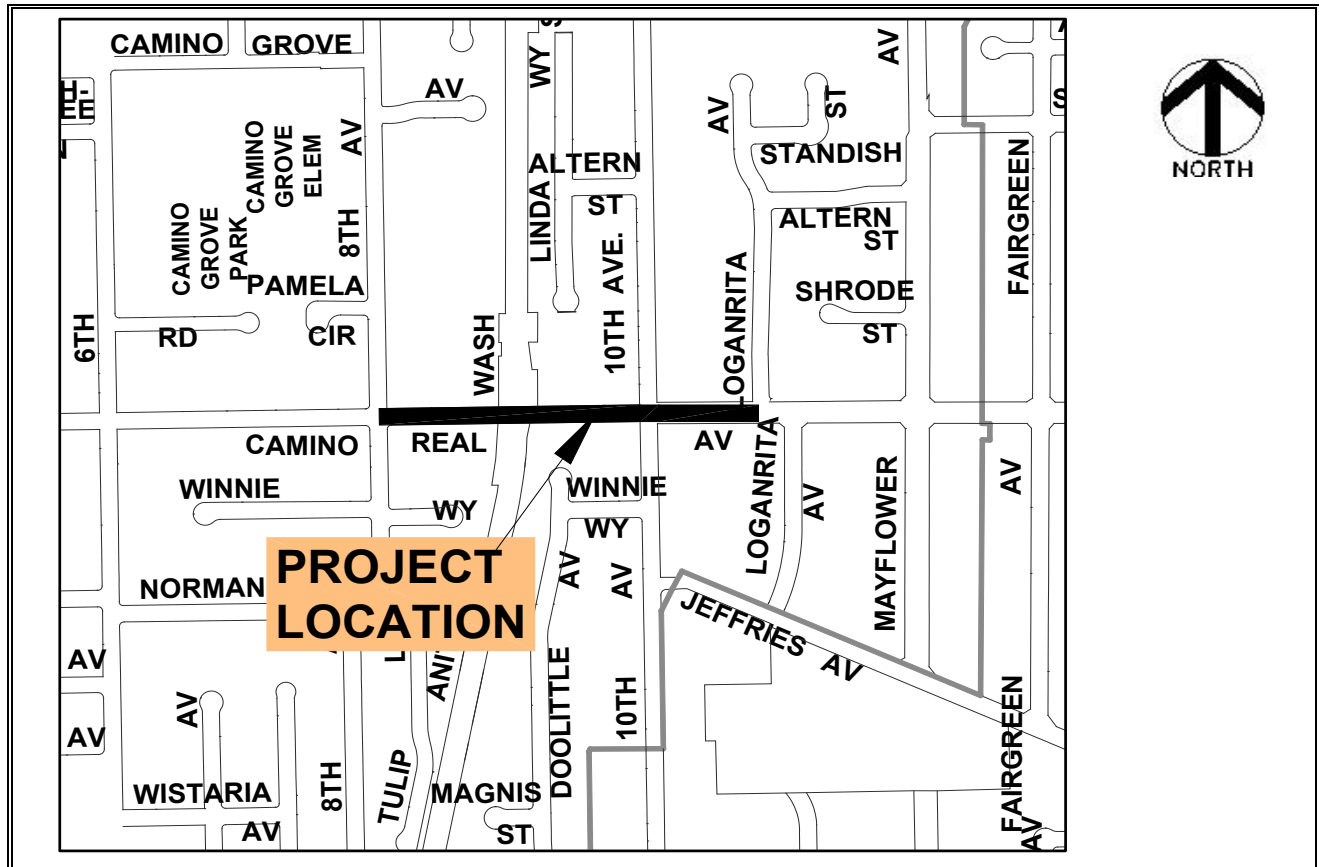 CAMINO GROVE
AV
WY
AV
NORTH
H-
EE
AV
AV
ST
CAMINO
GROVE
ELEM
ALTERN
ST
STANDISH
CAMINO
GROVE
PARK
8TH
LINDA
ALTERN
ST
FAIRGREEN
PAMELA
CIR
RD
6TH
WASH
10TH AVE.
LOGANRITA
SHRODE
ST
CAMINO REAL AV
WINNIE
WY
WINNIE
WY
LOGANRITA
AV
MAYFLOWER
AV
PROJECT
LOCATION
NORMAN
AV
AV
JEFFRIES AV
AV
AV
AV
DOOLITTLE
10TH
FAIRGREEN
AV
WISTARIA
AV
8TH
TULIP
MAGNIS
ST